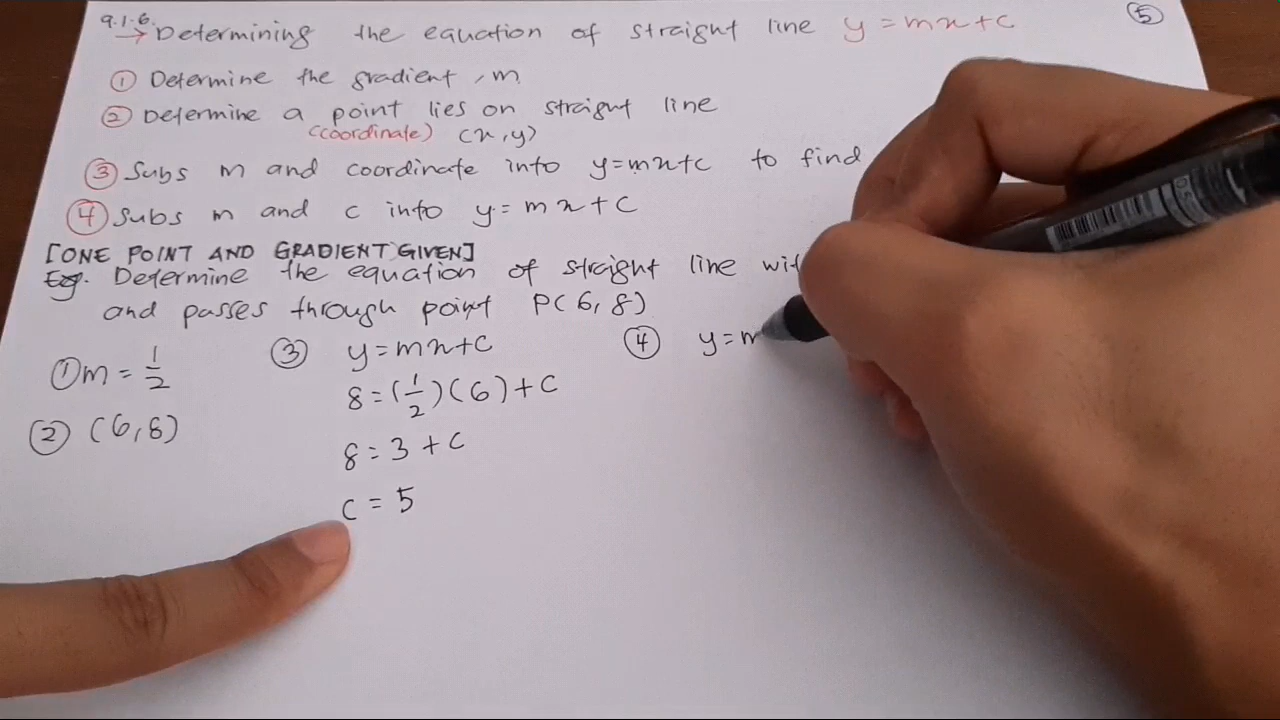 9.1.6.
→ Determining the equation of straight line y = mx + c
⑤
① Determine the gradient, m
② Determine a point lies on straight line
(coordinate) (x, y)
③ Subs m and coordinate into y=mx+c to find
④ Subs m and c into y = mx + c
[ONE POINT AND GRADIENT GIVEN]
Eg. Determine the equation of straight line wit
and passes through point P(6, 8)
① m = 1/2
② (6, 8)
③ y = mx + c
8 = (1/2)(6) + c
8 = 3 + c
c = 5
④ y = m
0.5